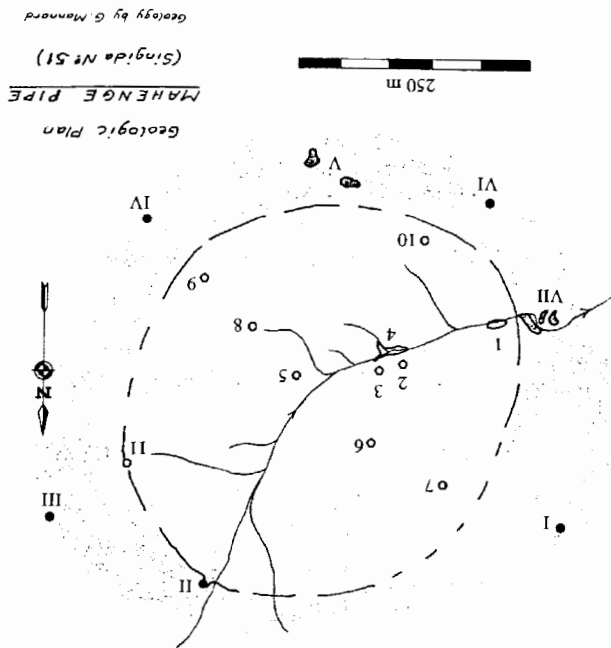 II
I
III
7
11
6
N
5
2
3
1
4
8
VII
9
10
IV
VI
V
250 m
Geologic Plan
MAHENGE PIPE
(Singida Nº 51)
Geology by G. Mannard